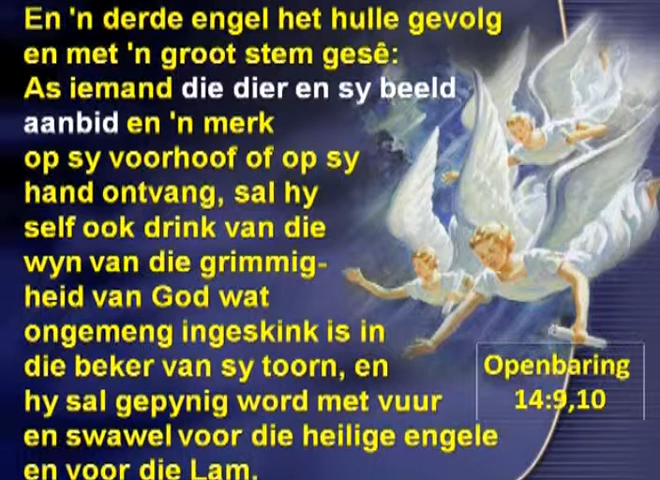 En 'n derde engel het hulle gevolg
en met 'n groot stem gesê:
As iemand die dier en sy beeld
aanbid en 'n merk
op sy voorhoof of op sy
hand ontvang, sal hy
self ook drink van die
wyn van die grimmig-
heid van God wat
ongemeng ingeskink is in
die beker van sy toorn, en
hy sal gepynig word met vuur
en swawel voor die heilige engele
en voor die Lam.
Openbaring
14:9,10